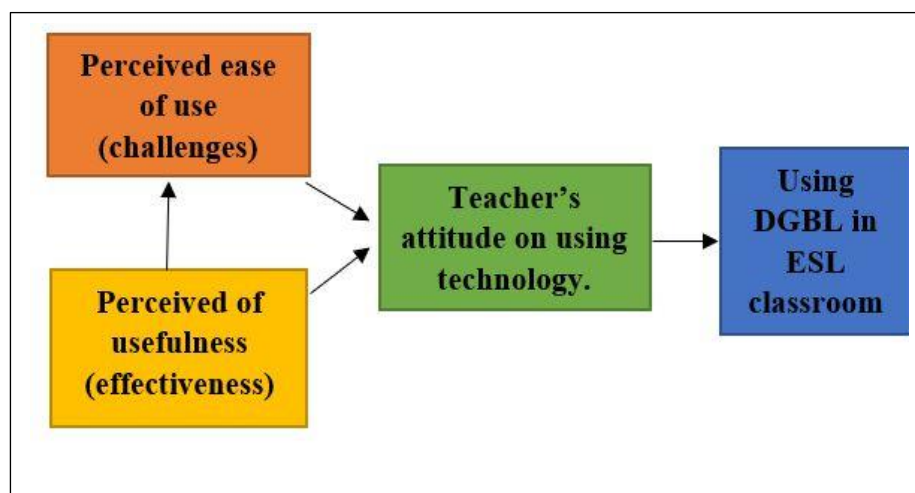 Perceived ease
of use
(challenges)
Perceived of
usefulness
(effectiveness)
Teacher’s
attitude on using
technology.
Using
DGBL in
ESL
classroom